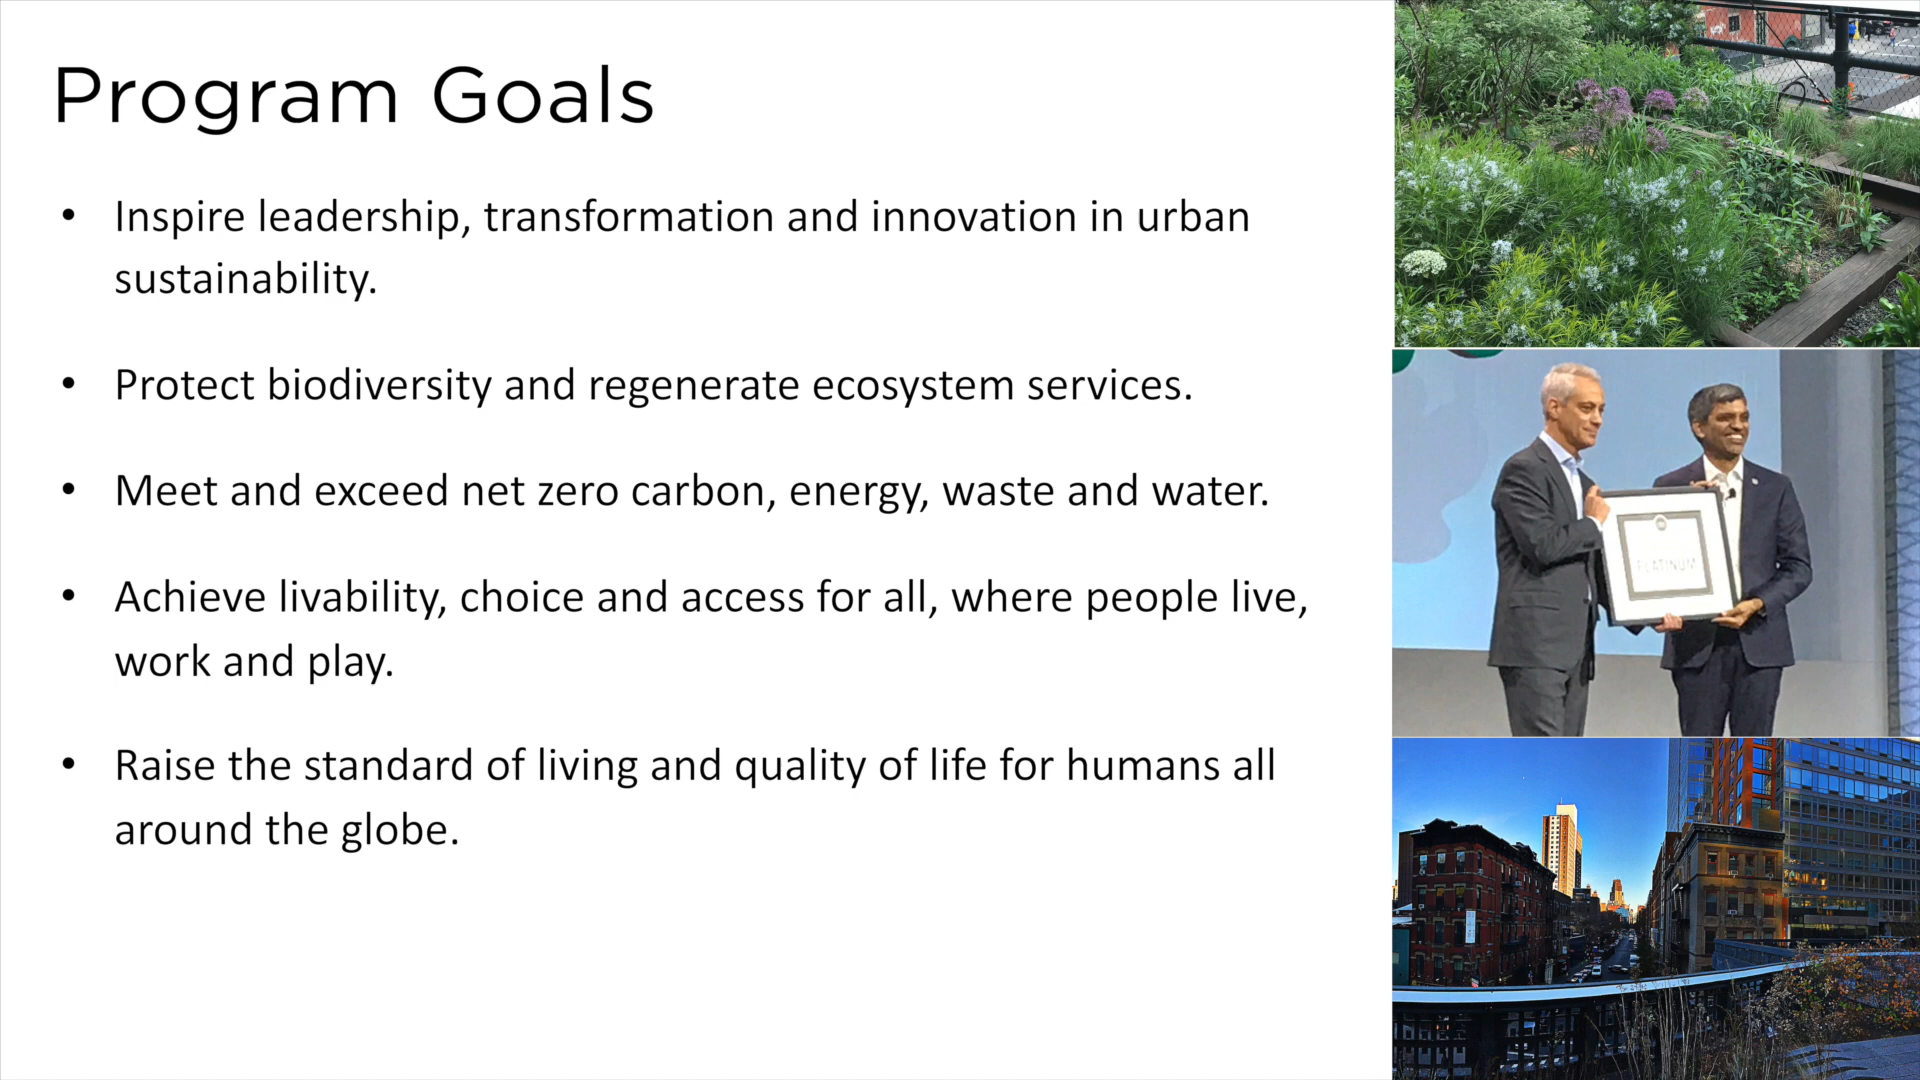 Program Goals
• Inspire leadership, transformation and innovation in urban
sustainability.
• Protect biodiversity and regenerate ecosystem services.
• Meet and exceed net zero carbon, energy, waste and water.
• Achieve livability, choice and access for all, where people live,
work and play.
• Raise the standard of living and quality of life for humans all
around the globe.
PLATINUM